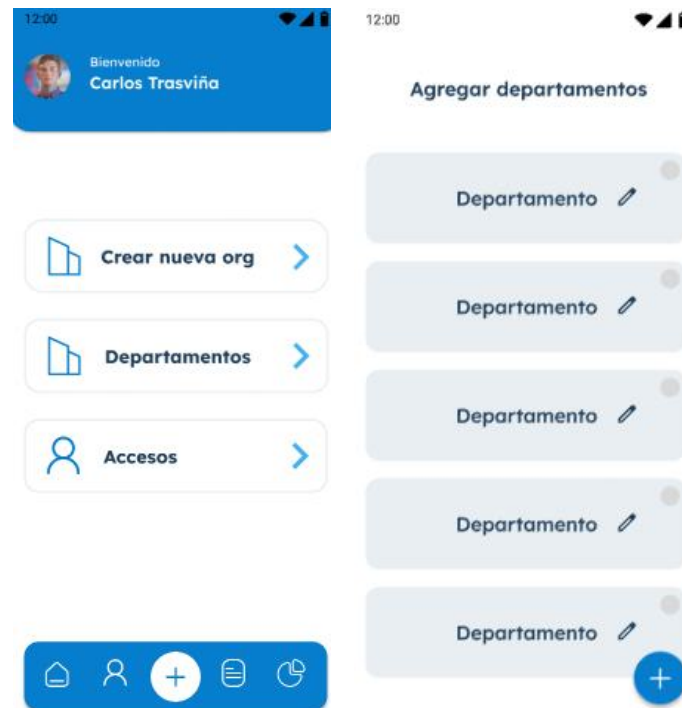 12:00
Bienvenido
Carlos Trasviña
Crear nueva org
Departamentos
Accesos
12:00
Agregar departamentos
Departamento
Departamento
Departamento
Departamento
Departamento